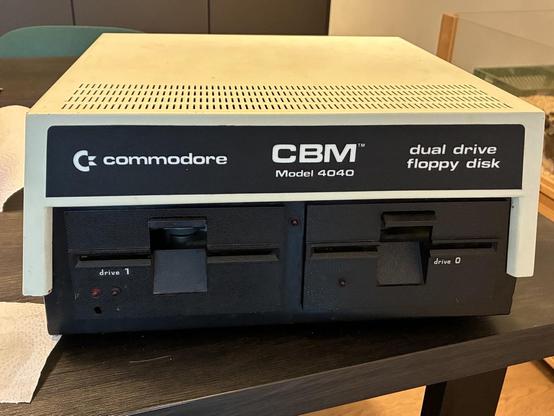 commodore
CBM™
Model 4040
dual drive
floppy disk
drive 1
drive 0